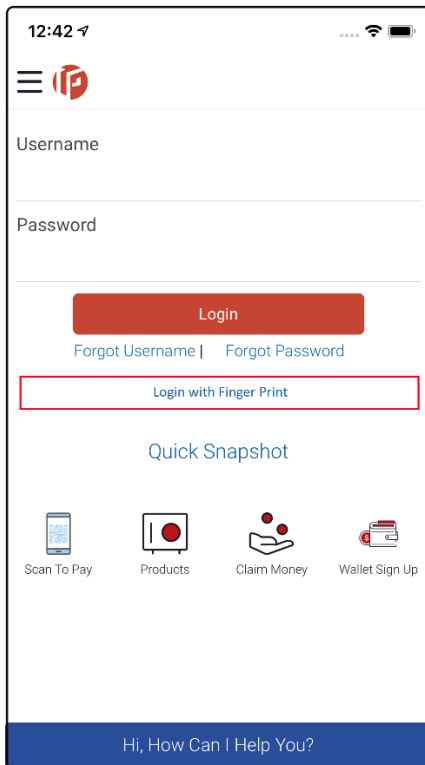 12:42
Username
Password
Login
Forgot Username | Forgot Password
Login with Finger Print
Quick Snapshot
Scan To Pay Products Claim Money Wallet Sign Up
Hi, How Can I Help You?